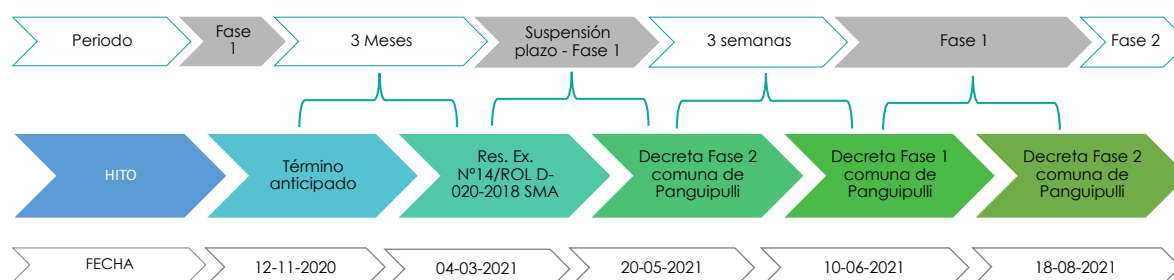 Periodo
Fase
1
3 Meses
Suspensión
plazo - Fase 1
3 semanas
Fase 1
Fase 2
HITO
Término
anticipado
Res. Ex.
Nº14/ROL D-
020-2018 SMA
Decreta Fase 2
comuna de
Panguipulli
Decreta Fase 1
comuna de
Panguipulli
Decreta Fase 2
comuna de
Panguipulli
FECHA
12-11-2020
04-03-2021
20-05-2021
10-06-2021
18-08-2021